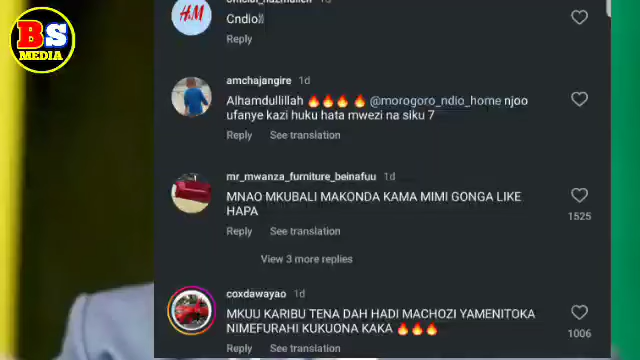 BS
MEDIA
H&M
Cndio
Reply
amchajangire 1d
Alhamdullillah 🔥🔥🔥 🔥 @morogoro_ndio_home njoo
ufanye kazi huku hata mwezi na siku 7
Reply See translation
mr_mwanza_furniture_beinafuu 1d
MNAO MKUBALI MAKONDA KAMA MIMI GONGA LIKE
HAPA
1525
Reply See translation
View 3 more replies
coxdawayao 1d
MKUU KARIBU TENA DAH HADI MACHOZI YAMENITOKA
NIMEFURAHI KUKUONA KAKA 🔥🔥🔥
1006
Reply See translation